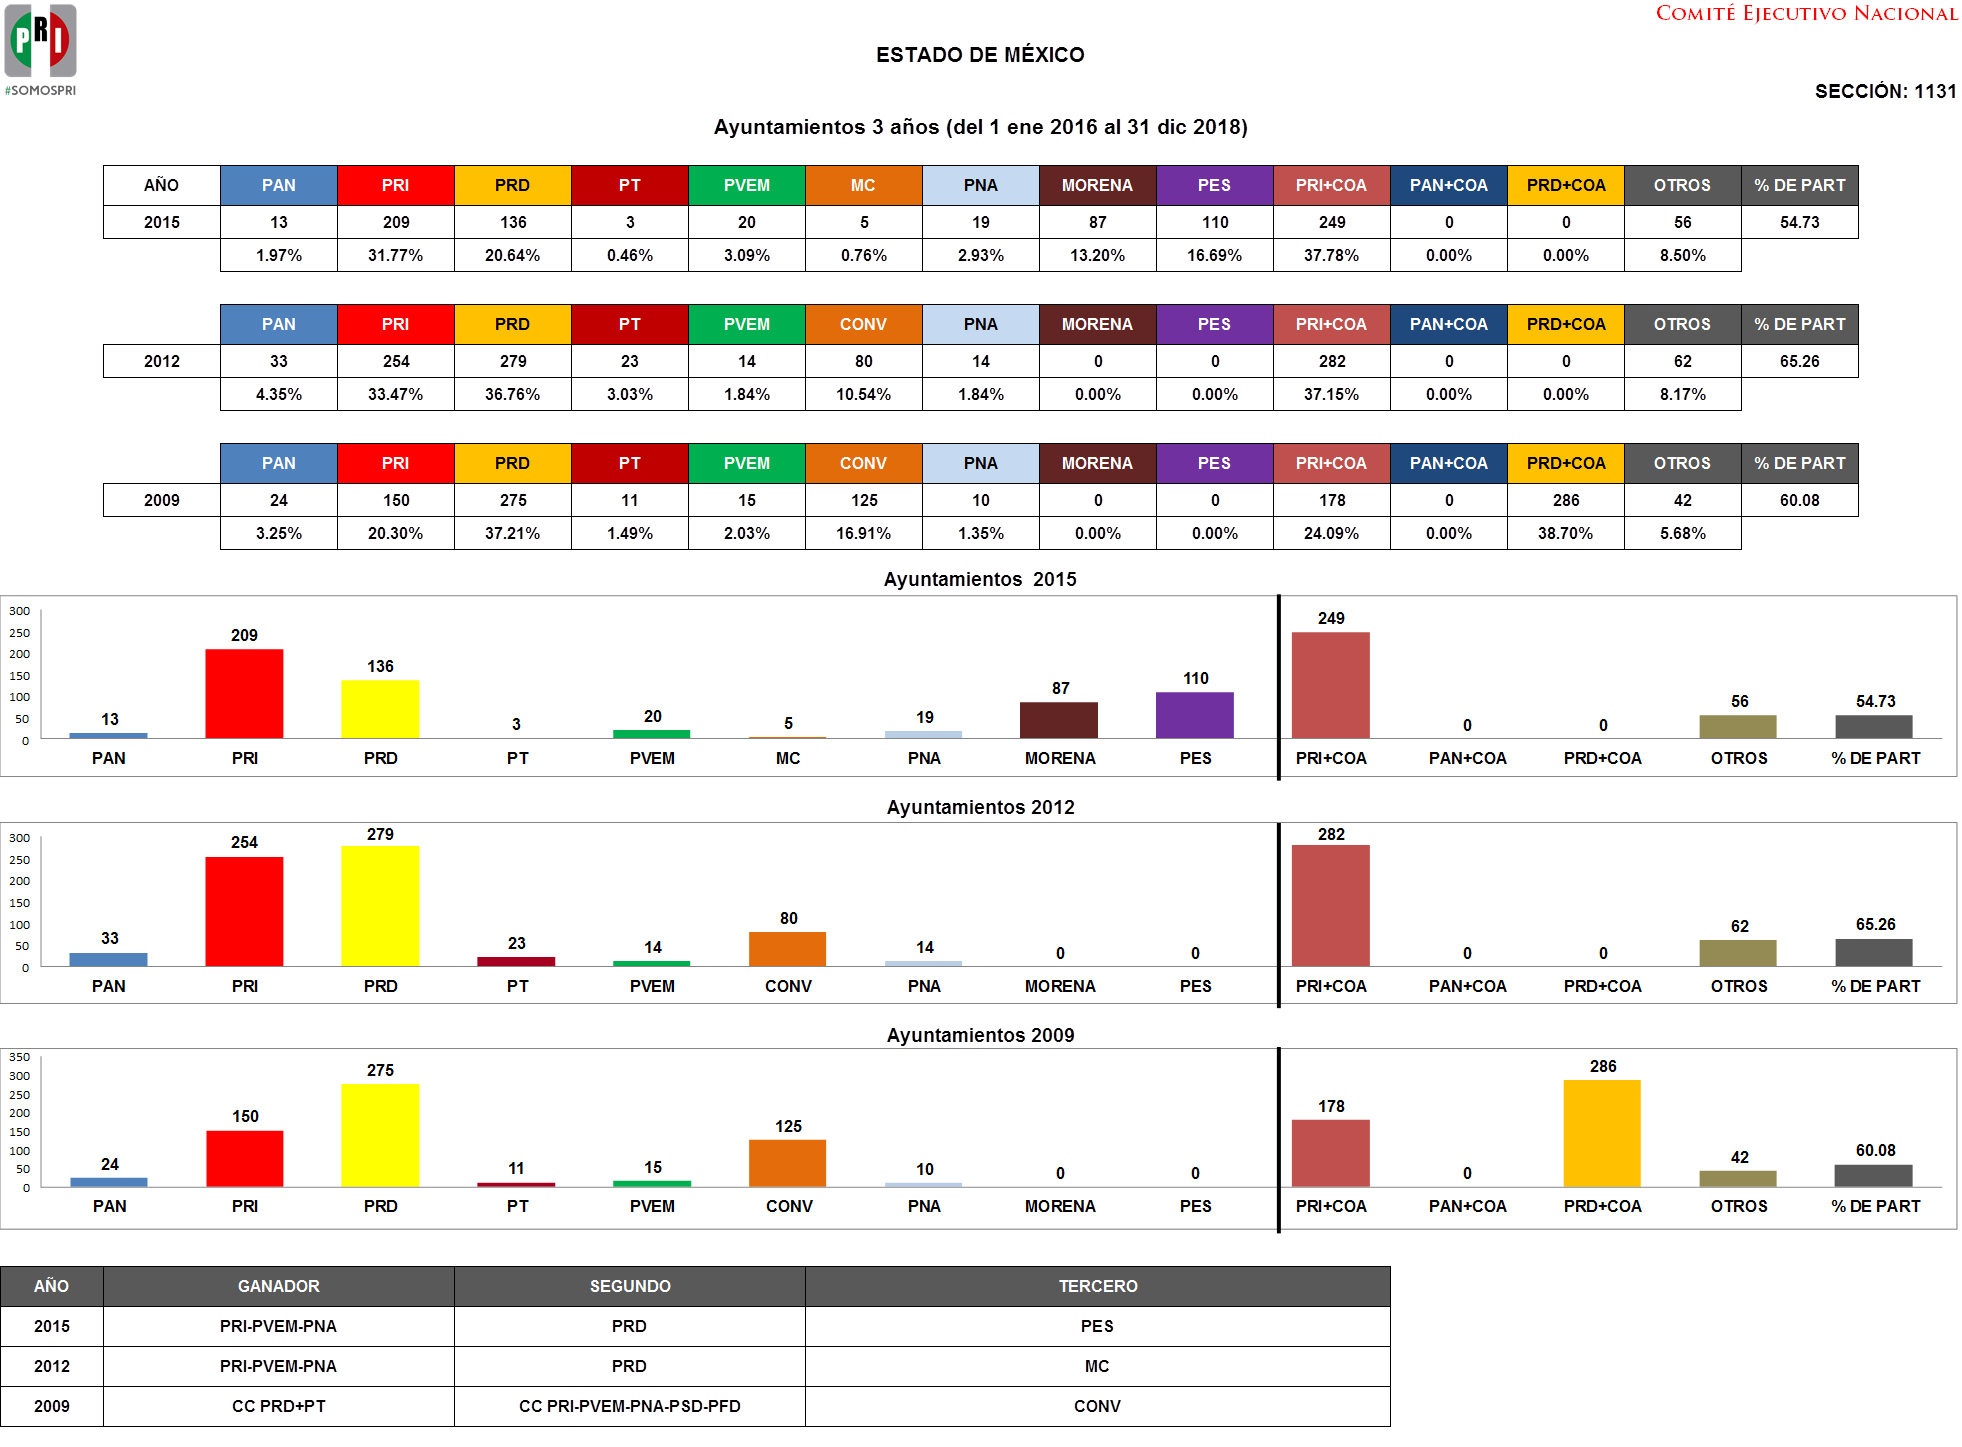 PRI
#SOMOSPRI
COMITÉ EJECUTIVO NACIONAL
ESTADO DE MÉXICO
SECCIÓN: 1131
Ayuntamientos 3 años (del 1 ene 2016 al 31 dic 2018)
AÑO PAN PRI PRD PT PVEM MC PNA MORENA PES PRI+COA PAN+COA PRD+COA OTROS % DE PART
2015 13 209 136 3 20 5 19 87 110 249 0 0 56 54.73
1.97% 31.77% 20.64% 0.46% 3.09% 0.76% 2.93% 13.20% 16.69% 37.78% 0.00% 0.00% 8.50%
PAN PRI PRD PT PVEM CONV PNA MORENA PES PRI+COA PAN+COA PRD+COA OTROS % DE PART
2012 33 254 279 23 14 80 14 0 0 282 0 0 62 65.26
4.35% 33.47% 36.76% 3.03% 1.84% 10.54% 1.84% 0.00% 0.00% 37.15% 0.00% 0.00% 8.17%
PAN PRI PRD PT PVEM CONV PNA MORENA PES PRI+COA PAN+COA PRD+COA OTROS % DE PART
2009 24 150 275 11 15 125 10 0 0 178 0 286 42 60.08
3.25% 20.30% 37.21% 1.49% 2.03% 16.91% 1.35% 0.00% 0.00% 24.09% 0.00% 38.70% 5.68%
Ayuntamientos 2015
300
250
200
150
100
50
0
13 209 136 3 20 5 19 87 110 249 0 0 56 54.73
PAN PRI PRD PT PVEM MC PNA MORENA PES PRI+COA PAN+COA PRD+COA OTROS % DE PART
Ayuntamientos 2012
300
250
200
150
100
50
0
33 254 279 23 14 80 14 0 0 282 0 0 62 65.26
PAN PRI PRD PT PVEM CONV PNA MORENA PES PRI+COA PAN+COA PRD+COA OTROS % DE PART
Ayuntamientos 2009
350
300
250
200
150
100
50
0
24 150 275 11 15 125 10 0 0 178 0 286 42 60.08
PAN PRI PRD PT PVEM CONV PNA MORENA PES PRI+COA PAN+COA PRD+COA OTROS % DE PART
AÑO GANADOR SEGUNDO TERCERO
2015 PRI-PVEM-PNA PRD PES
2012 PRI-PVEM-PNA PRD MC
2009 CC PRD+PT CC PRI-PVEM-PNA-PSD-PFD CONV